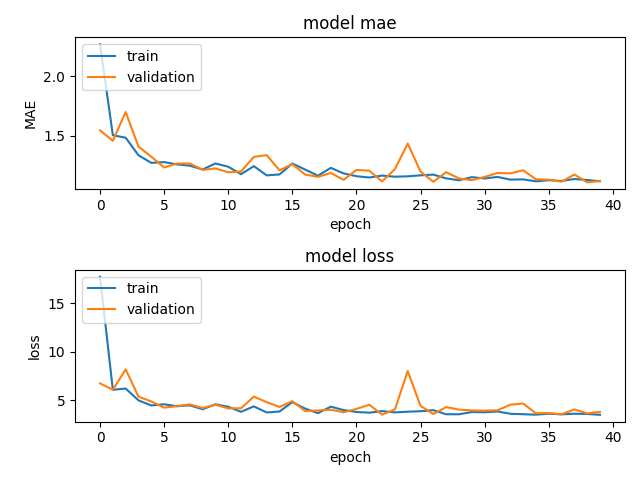 model mae
train
validation
2.0
1.5
MAE
0 5 10 15 20 25 30 35 40
epoch
model loss
train
validation
15
10
5
loss
0 5 10 15 20 25 30 35 40
epoch